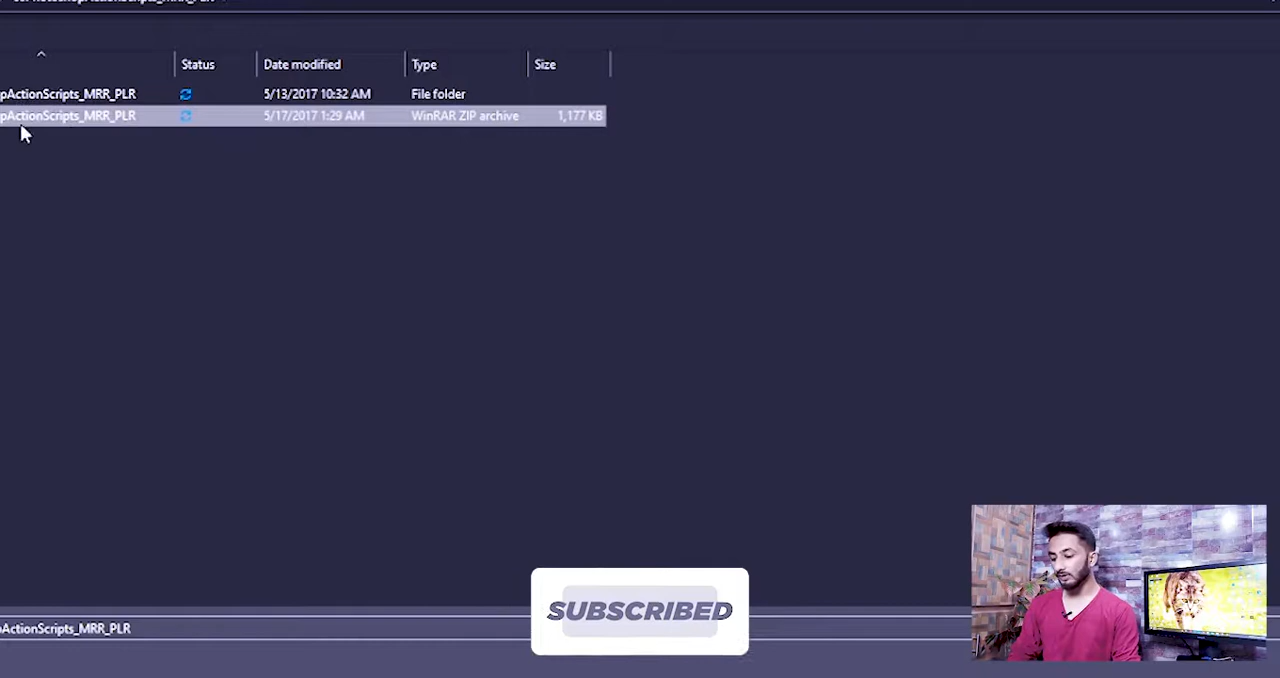 Status Date modified Type Size
pActionScripts_MRR_PLR 5/13/2017 10:32 AM File folder
pActionScripts_MRR_PLR 5/17/2017 1:29 AM WinRAR ZIP archive 1,177 KB
SUBSCRIBED
ActionScripts_MRR_PLR